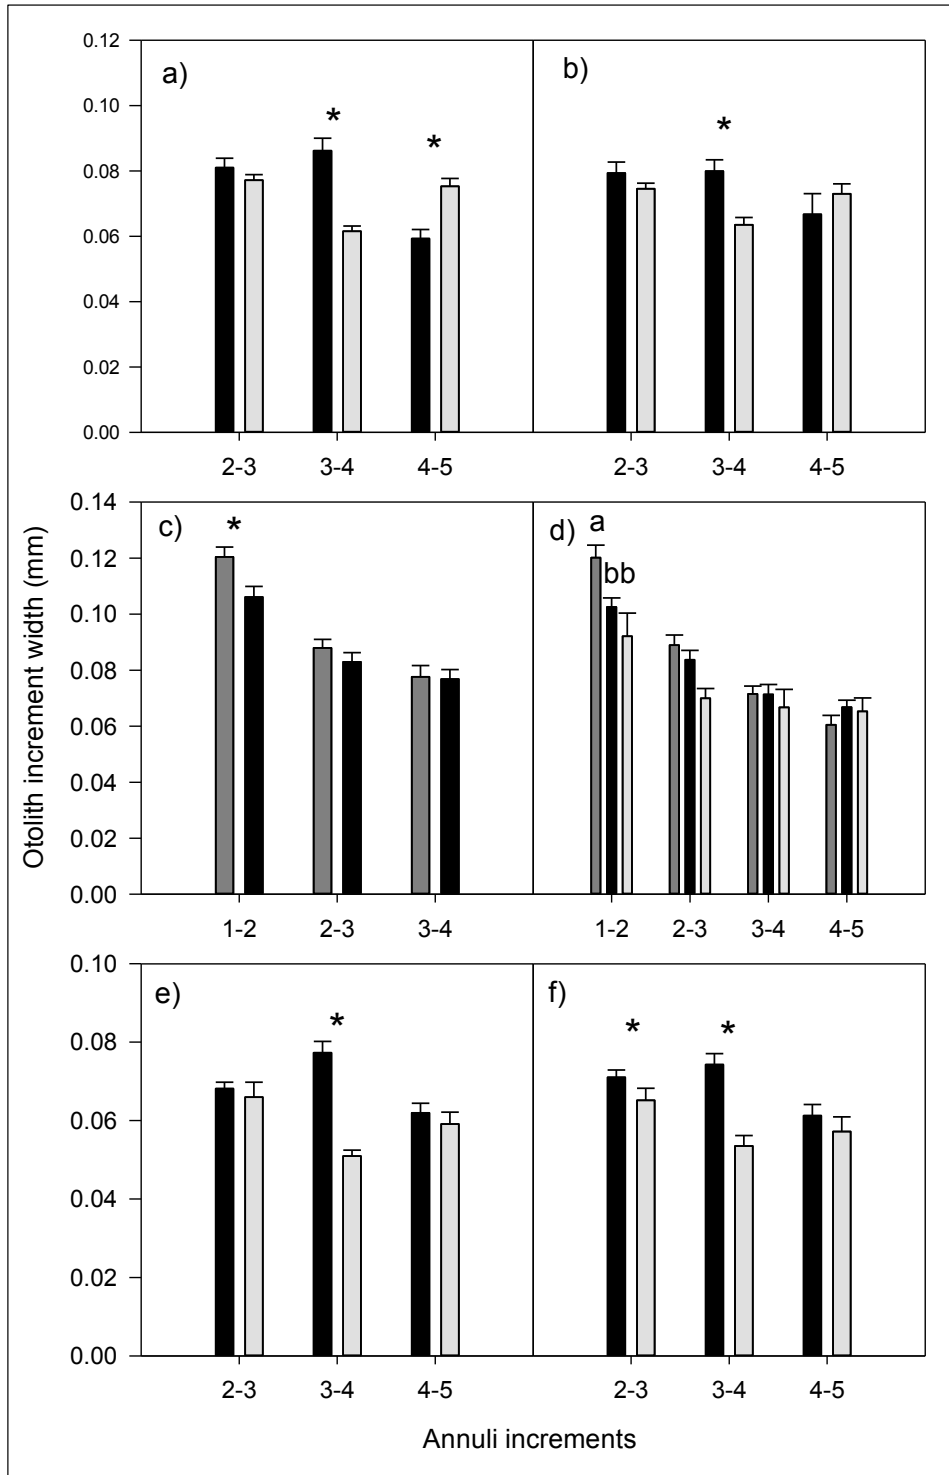 0.12
a)
b)
0.10
*
*
*
0.08
0.06
0.04
0.02
0.00
2-3 3-4 4-5 2-3 3-4 4-5
Otolith increment width (mm)
0.14
c)
*
d)
a
0.12
bb
0.10
0.08
0.06
0.04
0.02
0.00
1-2 2-3 3-4 1-2 2-3 3-4 4-5
0.10
e)
f)
*
*
*
0.08
0.06
0.04
0.02
0.00
2-3 3-4 4-5 2-3 3-4 4-5
Annuli increments